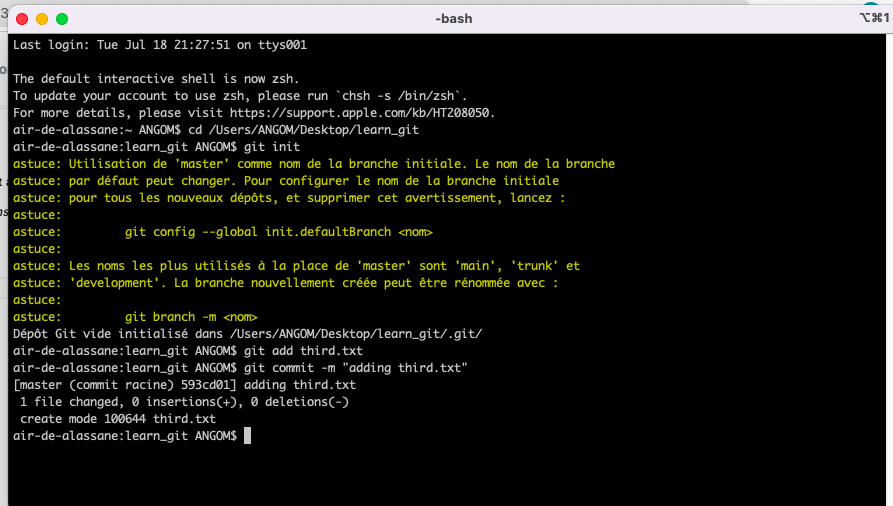 -bash
⌥⌘1
Last login: Tue Jul 18 21:27:51 on ttys001
The default interactive shell is now zsh.
To update your account to use zsh, please run `chsh -s /bin/zsh`.
For more details, please visit https://support.apple.com/kb/HT208050.
air-de-alassane:~ ANGOM$ cd /Users/ANGOM/Desktop/learn_git
air-de-alassane:learn_git ANGOM$ git init
astuce: Utilisation de 'master' comme nom de la branche initiale. Le nom de la branche
astuce: par défaut peut changer. Pour configurer le nom de la branche initiale
astuce: pour tous les nouveaux dépôts, et supprimer cet avertissement, lancez :
astuce:
astuce:         git config --global init.defaultBranch <nom>
astuce:
astuce: Les noms les plus utilisés à la place de 'master' sont 'main', 'trunk' et
astuce: 'development'. La branche nouvellement créée peut être rénommée avec :
astuce:
astuce:         git branch -m <nom>
Dépôt Git vide initialisé dans /Users/ANGOM/Desktop/learn_git/.git/
air-de-alassane:learn_git ANGOM$ git add third.txt
air-de-alassane:learn_git ANGOM$ git commit -m "adding third.txt"
[master (commit racine) 593cd01] adding third.txt
 1 file changed, 0 insertions(+), 0 deletions(-)
 create mode 100644 third.txt
air-de-alassane:learn_git ANGOM$